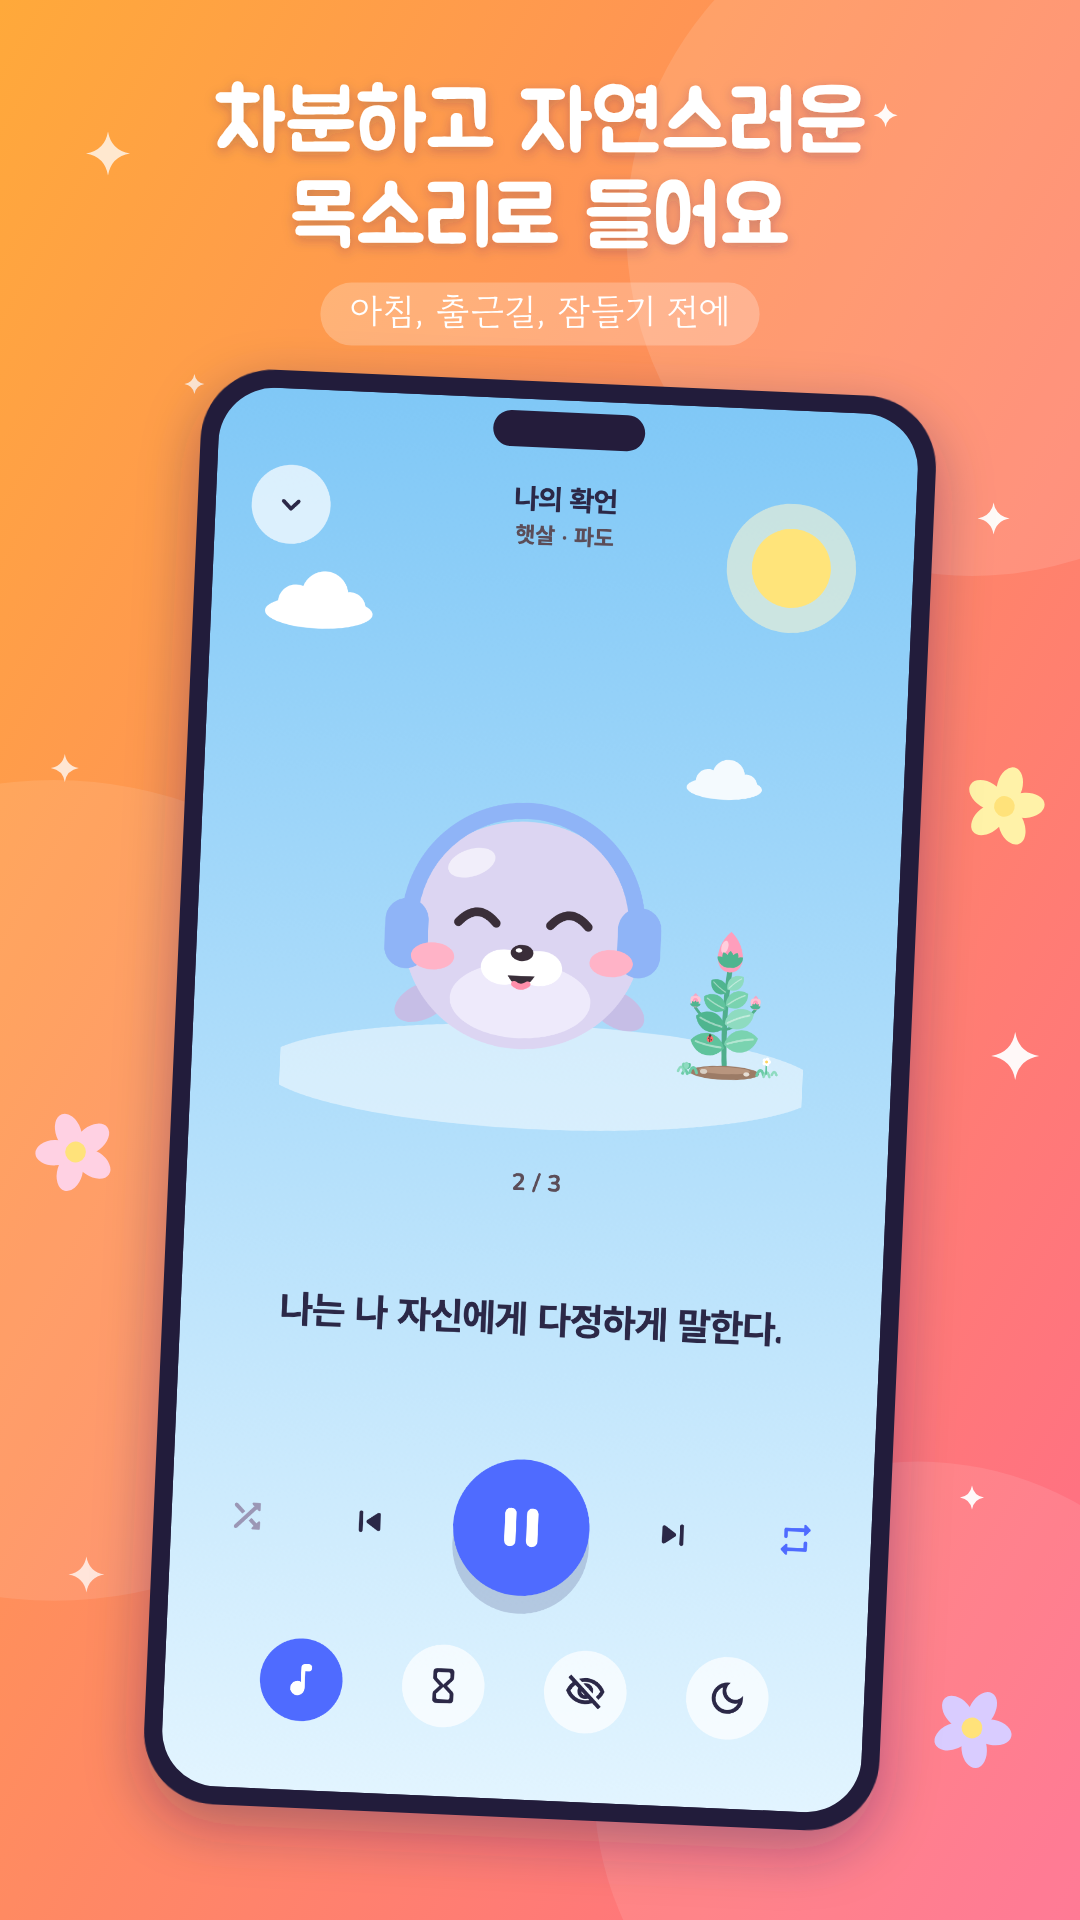 차분하고 자연스러운
목소리로 들어요
아침, 출근길, 잠들기 전에
나의 확언
햇살 · 파도
2 / 3
나는 나 자신에게 다정하게 말한다.